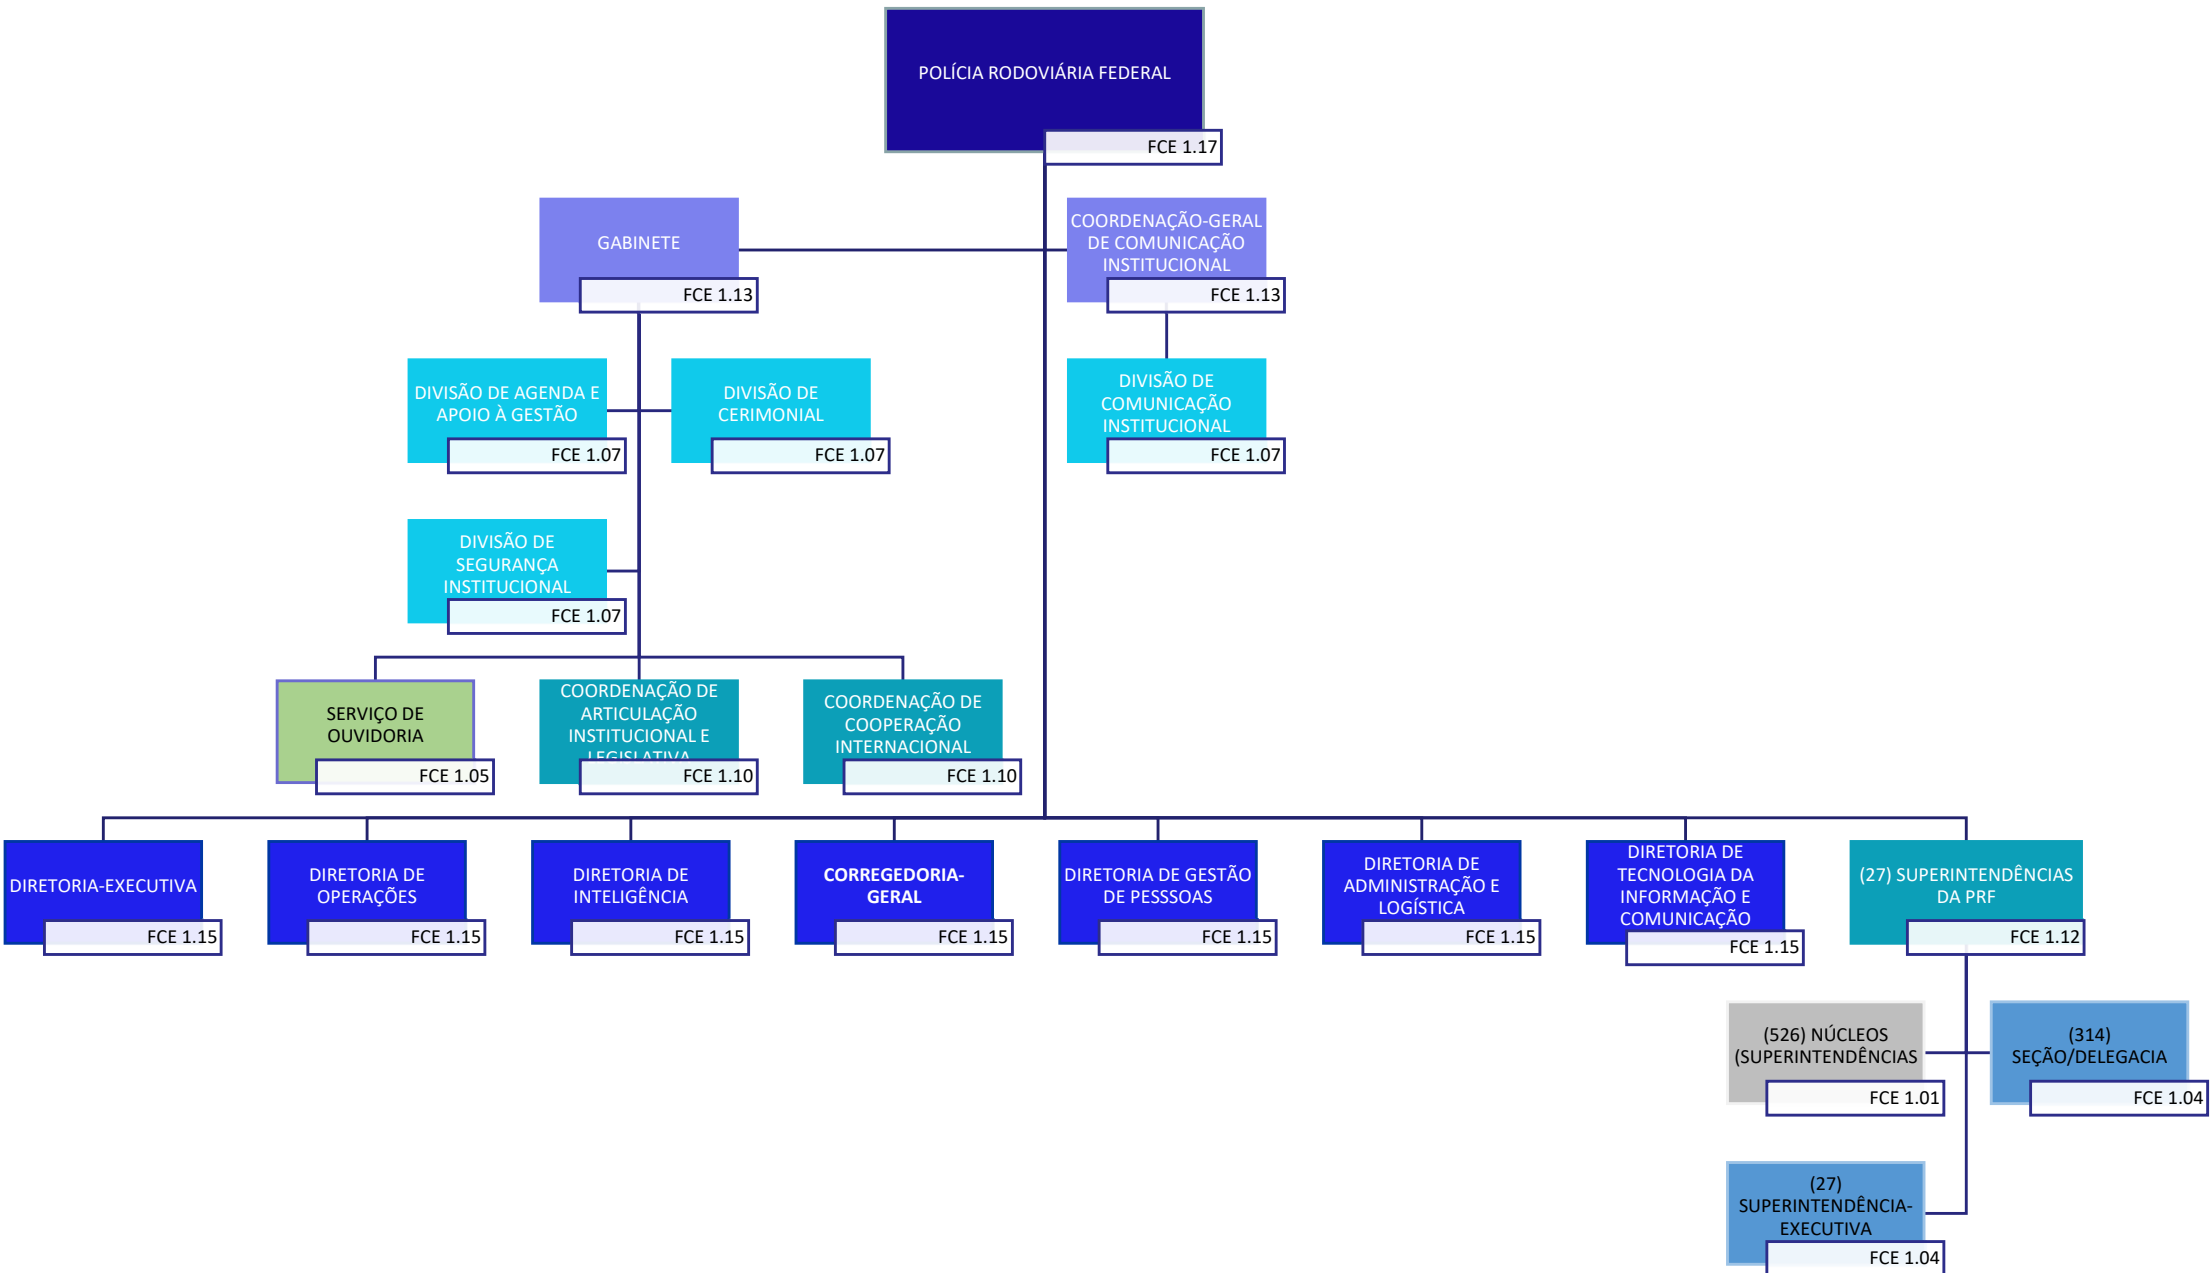 POLÍCIA RODOVIÁRIA FEDERAL
FCE 1.17
GABINETE
FCE 1.13
COORDENAÇÃO-GERAL
DE COMUNICAÇÃO
INSTITUCIONAL
FCE 1.13
DIVISÃO DE AGENDA E
APOIO À GESTÃO
FCE 1.07
DIVISÃO DE
CERIMONIAL
FCE 1.07
DIVISÃO DE
COMUNICAÇÃO
INSTITUCIONAL
FCE 1.07
DIVISÃO DE
SEGURANÇA
INSTITUCIONAL
FCE 1.07
SERVIÇO DE
OUVIDORIA
FCE 1.05
COORDENAÇÃO DE
ARTICULAÇÃO
INSTITUCIONAL E
LEGISLATIVA
FCE 1.10
COORDENAÇÃO DE
COOPERAÇÃO
INTERNACIONAL
FCE 1.10
DIRETORIA-EXECUTIVA
FCE 1.15
DIRETORIA DE
OPERAÇÕES
FCE 1.15
DIRETORIA DE
INTELIGÊNCIA
FCE 1.15
CORREGEDORIA-
GERAL
FCE 1.15
DIRETORIA DE GESTÃO
DE PESSSOAS
FCE 1.15
DIRETORIA DE
ADMINISTRAÇÃO E
LOGÍSTICA
FCE 1.15
DIRETORIA DE
TECNOLOGIA DA
INFORMAÇÃO E
COMUNICAÇÃO
FCE 1.15
(27) SUPERINTENDÊNCIAS
DA PRF
FCE 1.12
(526) NÚCLEOS
(SUPERINTENDÊNCIAS
FCE 1.01
(314)
SEÇÃO/DELEGACIA
FCE 1.04
(27)
SUPERINTENDÊNCIA-
EXECUTIVA
FCE 1.04